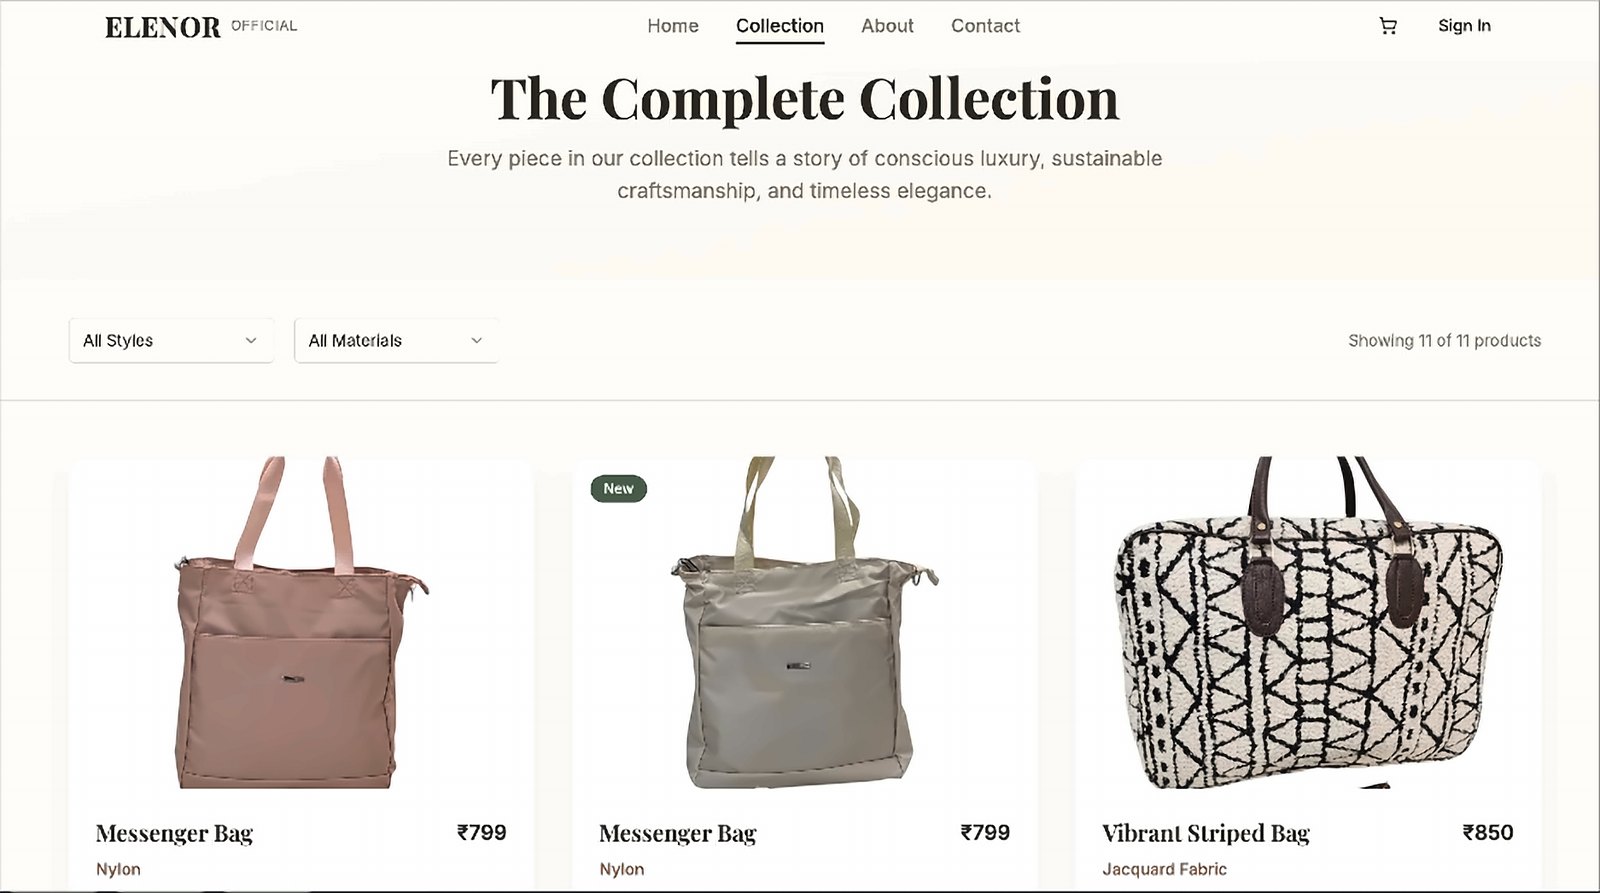 ELENOR OFFICIAL
Home Collection About Contact
Sign In
The Complete Collection
Every piece in our collection tells a story of conscious luxury, sustainable
craftsmanship, and timeless elegance.
All Styles
All Materials
Showing 11 of 11 products
New
Messenger Bag ₹799
Nylon
Messenger Bag ₹799
Nylon
Vibrant Striped Bag ₹850
Jacquard Fabric